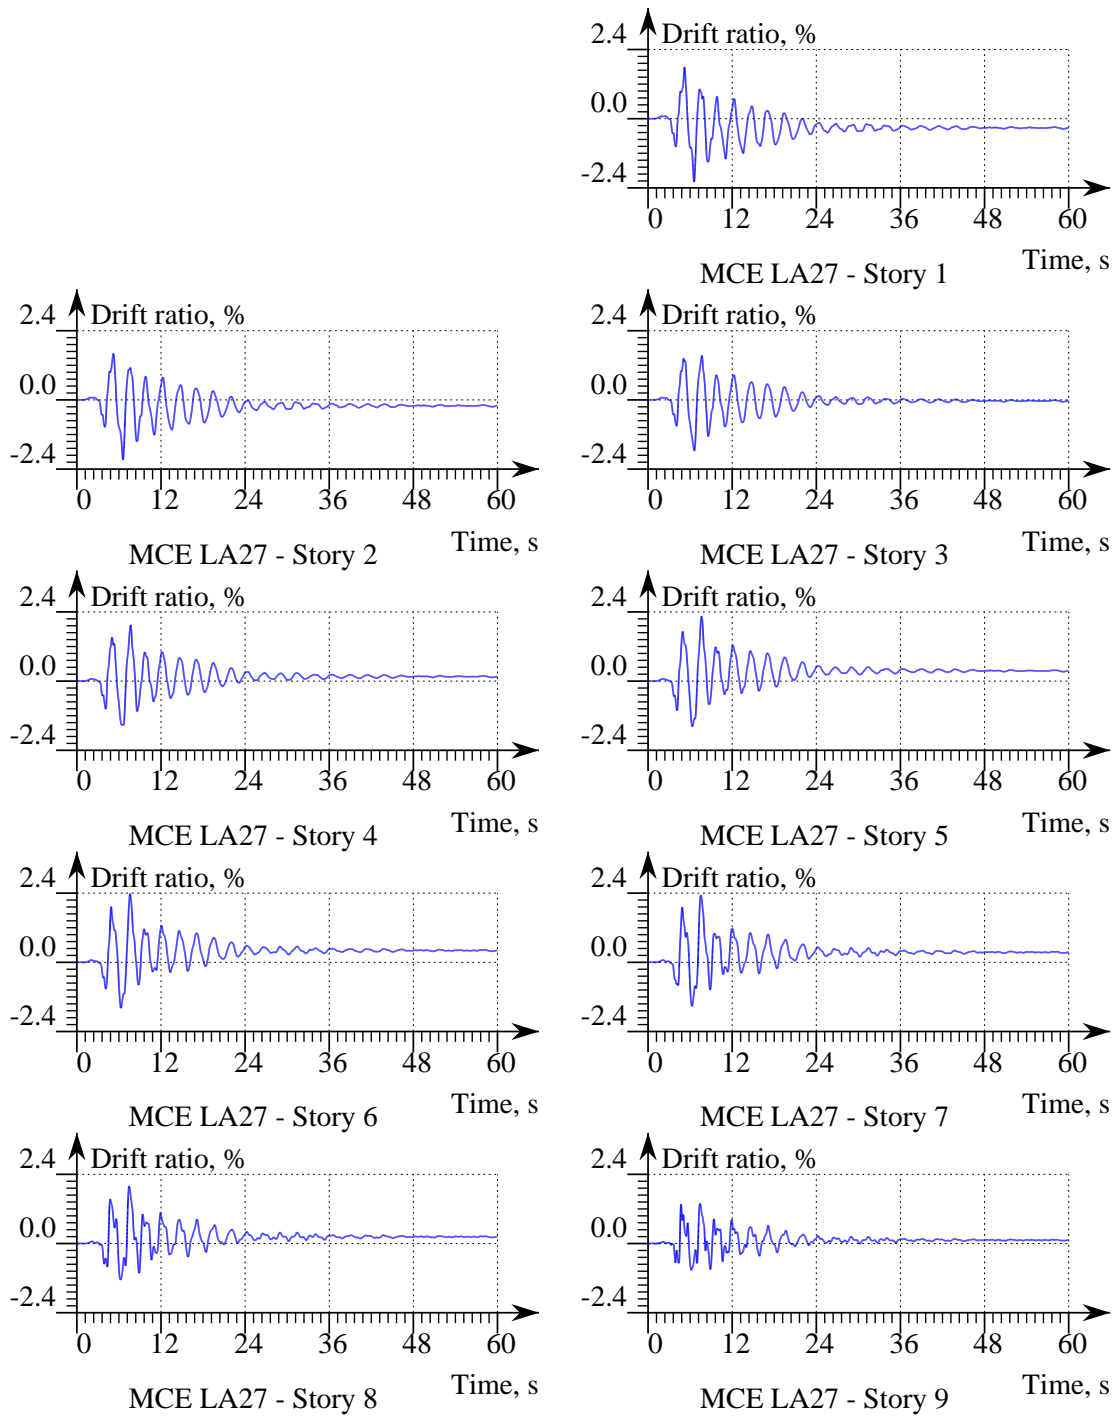 Drift ratio, %
2.4
0.0
-2.4
0 12 24 36 48 60
Time, s
MCE LA27 - Story 1
Drift ratio, %
2.4
0.0
-2.4
0 12 24 36 48 60
Time, s
MCE LA27 - Story 2
Drift ratio, %
2.4
0.0
-2.4
0 12 24 36 48 60
Time, s
MCE LA27 - Story 3
Drift ratio, %
2.4
0.0
-2.4
0 12 24 36 48 60
Time, s
MCE LA27 - Story 4
Drift ratio, %
2.4
0.0
-2.4
0 12 24 36 48 60
Time, s
MCE LA27 - Story 5
Drift ratio, %
2.4
0.0
-2.4
0 12 24 36 48 60
Time, s
MCE LA27 - Story 6
Drift ratio, %
2.4
0.0
-2.4
0 12 24 36 48 60
Time, s
MCE LA27 - Story 7
Drift ratio, %
2.4
0.0
-2.4
0 12 24 36 48 60
Time, s
MCE LA27 - Story 8
Drift ratio, %
2.4
0.0
-2.4
0 12 24 36 48 60
Time, s
MCE LA27 - Story 9